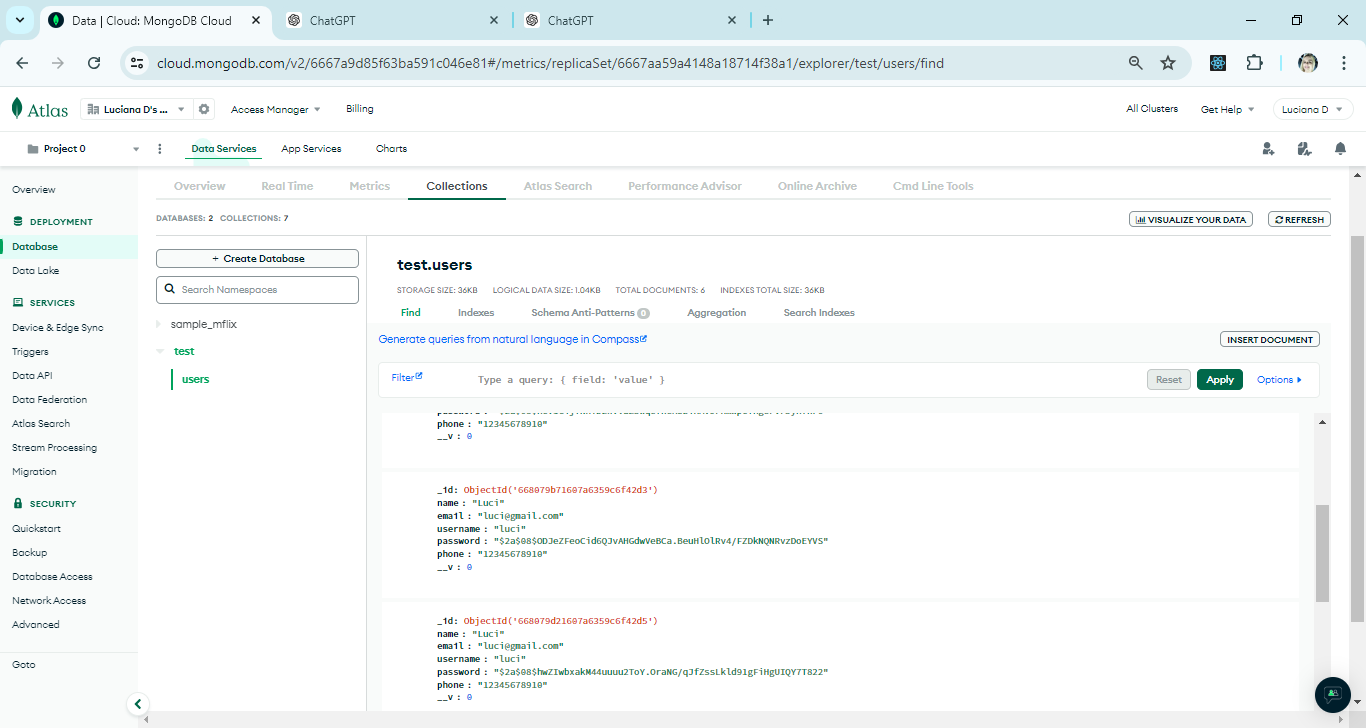 Data | Cloud: MongoDB Cloud
ChatGPT
ChatGPT
cloud.mongodb.com/v2/6667a9d85f63ba591c046e81#/metrics/replicaSet/6667aa59a4148a18714f38a1/explorer/test/users/find
Atlas
Luciana D's ...
Access Manager
Billing
All Clusters
Get Help
Luciana D
Project 0
Data Services
App Services
Charts
Overview
DEPLOYMENT
Database
Data Lake
SERVICES
Device & Edge Sync
Triggers
Data API
Data Federation
Atlas Search
Stream Processing
Migration
SECURITY
Quickstart
Backup
Database Access
Network Access
Advanced
Goto
Overview
Real Time
Metrics
Collections
Atlas Search
Performance Advisor
Online Archive
Cmd Line Tools
DATABASES: 2 COLLECTIONS: 7
VISUALIZE YOUR DATA
REFRESH
+ Create Database
Search Namespaces
sample_mflix
test
users
test.users
STORAGE SIZE: 36KB
LOGICAL DATA SIZE: 1.04KB
TOTAL DOCUMENTS: 6
INDEXES TOTAL SIZE: 36KB
Find
Indexes
Schema Anti-Patterns 0
Aggregation
Search Indexes
Generate queries from natural language in Compass
INSERT DOCUMENT
Filter
Type a query: { field: 'value' }
Reset
Apply
Options
phone : "12345678910"
__v : 0
_id: ObjectId('668079b71607a6359c6f42d3')
name : "Luci"
email : "luci@gmail.com"
username : "luci"
password : "$2a$08$ODJeZFeoCid6QJvAHGdwVeBCa.BeuHlOlRv4/FZDkNQNRvzDoEYVS"
phone : "12345678910"
__v : 0
_id: ObjectId('668079d21607a6359c6f42d5')
name : "Luci"
email : "luci@gmail.com"
username : "luci"
password : "$2a$08$hwZIwbxakM44uuuu2ToY.OraNG/qJfZssLkld91gFiHgUIQY7T822"
phone : "12345678910"
__v : 0